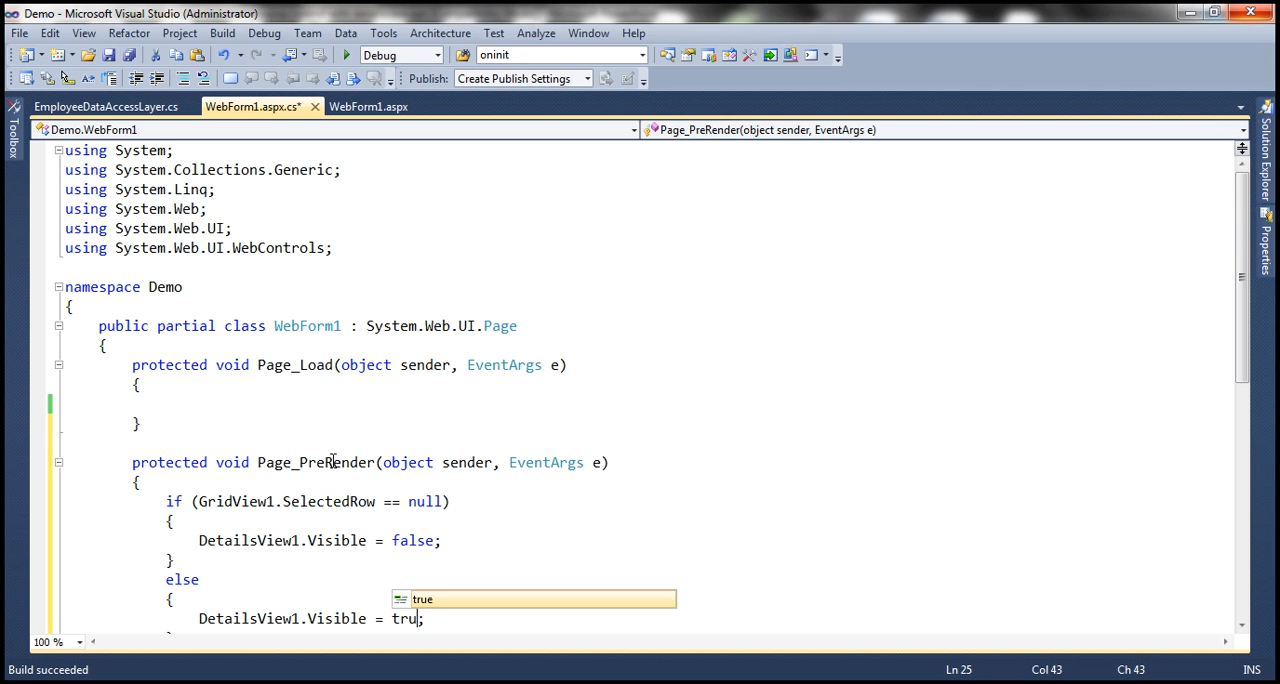 Demo - Microsoft Visual Studio (Administrator)
File Edit View Refactor Project Build Debug Team Data Tools Architecture Test Analyze Window Help
Debug oninit
Publish: Create Publish Settings
EmployeeDataAccessLayer.cs WebForm1.aspx.cs* WebForm1.aspx
Demo.WebForm1 Page_PreRender(object sender, EventArgs e)
Toolbox
Solution Explorer
Properties
using System;
using System.Collections.Generic;
using System.Linq;
using System.Web;
using System.Web.UI;
using System.Web.UI.WebControls;
namespace Demo
{
public partial class WebForm1 : System.Web.UI.Page
{
protected void Page_Load(object sender, EventArgs e)
{
}
protected void Page_PreRender(object sender, EventArgs e)
{
if (GridView1.SelectedRow == null)
{
DetailsView1.Visible = false;
}
else
{
true
DetailsView1.Visible = tru;
100 %
Build succeeded Ln 25 Col 43 Ch 43 INS